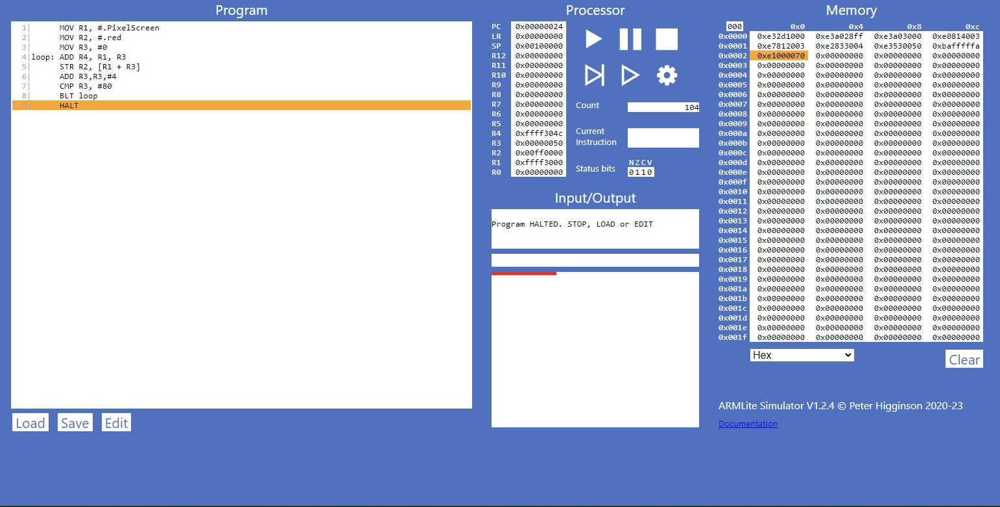 Program
1| MOV R1, #.PixelScreen
2| MOV R2, #.red
3| MOV R3, #0
4|loop: ADD R4, R1, R3
5| STR R2, [R1 + R3]
6| ADD R3,R3,#4
7| CMP R3, #80
8| BLT loop
9| HALT
Load Save Edit
Processor
PC 0x00000024
LR 0x00000000
SP 0x00100000
R12 0x00000000
R11 0x00000000
R10 0x00000000
R9 0x00000000
R8 0x00000000
R7 0x00000000
R6 0x00000000
R5 0x00000000
R4 0xffff304c
R3 0x00000050
R2 0x00ff0000
R1 0xffff3000
R0 0x00000000
Count 104
Current
Instruction
N Z C V
Status bits 0110
Input/Output
Program HALTED. STOP, LOAD or EDIT
Memory
000 0x0 0x4 0x8 0xc
0x0000 0xe32d1000 0xe3a028ff 0xe3a03000 0xe0814003
0x0001 0xe7812003 0xe2833004 0xe3530050 0xbafffffa
0x0002 0xe1000070 0x00000000 0x00000000 0x00000000
0x0003 0x00000000 0x00000000 0x00000000 0x00000000
0x0004 0x00000000 0x00000000 0x00000000 0x00000000
0x0005 0x00000000 0x00000000 0x00000000 0x00000000
0x0006 0x00000000 0x00000000 0x00000000 0x00000000
0x0007 0x00000000 0x00000000 0x00000000 0x00000000
0x0008 0x00000000 0x00000000 0x00000000 0x00000000
0x0009 0x00000000 0x00000000 0x00000000 0x00000000
0x000a 0x00000000 0x00000000 0x00000000 0x00000000
0x000b 0x00000000 0x00000000 0x00000000 0x00000000
0x000c 0x00000000 0x00000000 0x00000000 0x00000000
0x000d 0x00000000 0x00000000 0x00000000 0x00000000
0x000e 0x00000000 0x00000000 0x00000000 0x00000000
0x000f 0x00000000 0x00000000 0x00000000 0x00000000
0x0010 0x00000000 0x00000000 0x00000000 0x00000000
0x0011 0x00000000 0x00000000 0x00000000 0x00000000
0x0012 0x00000000 0x00000000 0x00000000 0x00000000
0x0013 0x00000000 0x00000000 0x00000000 0x00000000
0x0014 0x00000000 0x00000000 0x00000000 0x00000000
0x0015 0x00000000 0x00000000 0x00000000 0x00000000
0x0016 0x00000000 0x00000000 0x00000000 0x00000000
0x0017 0x00000000 0x00000000 0x00000000 0x00000000
0x0018 0x00000000 0x00000000 0x00000000 0x00000000
0x0019 0x00000000 0x00000000 0x00000000 0x00000000
0x001a 0x00000000 0x00000000 0x00000000 0x00000000
0x001b 0x00000000 0x00000000 0x00000000 0x00000000
0x001c 0x00000000 0x00000000 0x00000000 0x00000000
0x001d 0x00000000 0x00000000 0x00000000 0x00000000
0x001e 0x00000000 0x00000000 0x00000000 0x00000000
0x001f 0x00000000 0x00000000 0x00000000 0x00000000
Hex Clear
ARMLite Simulator V1.2.4 © Peter Higginson 2020-23
Documentation